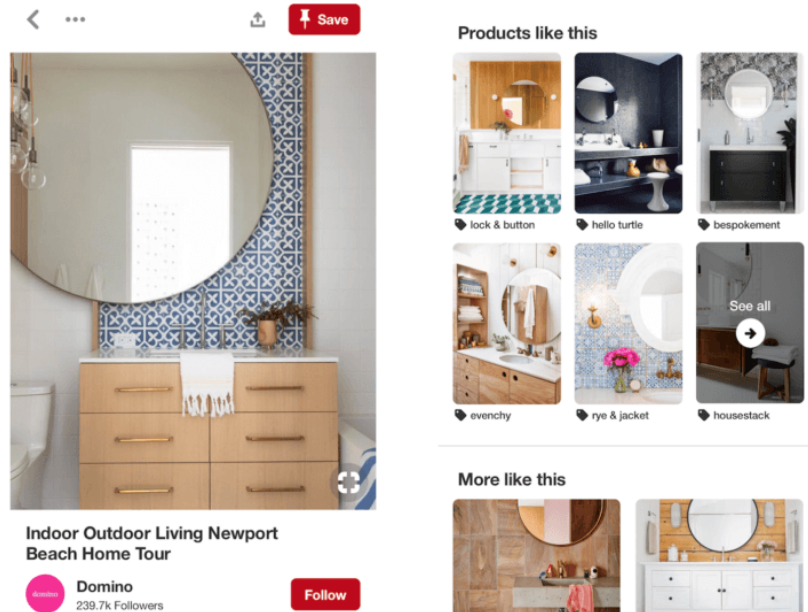 Save
Indoor Outdoor Living Newport
Beach Home Tour
domino
Domino
239.7k Followers
Follow
Products like this
lock & button
hello turtle
bespokement
See all
evenchy
rye & jacket
housestack
More like this